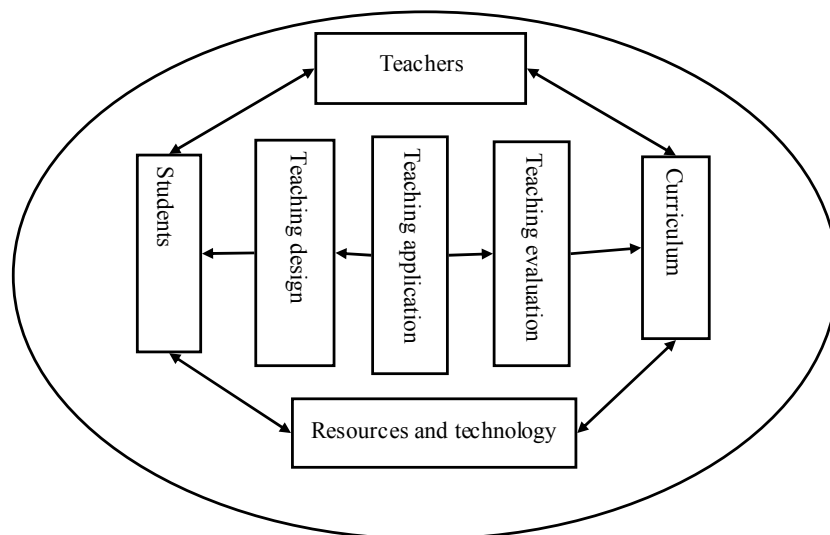 Teachers
Students
Teaching design
Teaching application
Teaching evaluation
Curriculum
Resources and technology